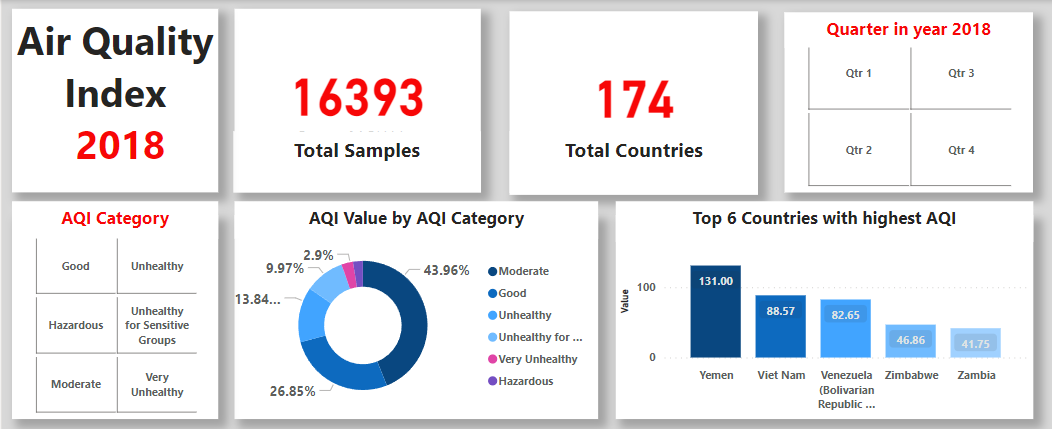 Air Quality
Index
2018
16393
Total Samples
174
Total Countries
Quarter in year 2018
Qtr 1
Qtr 3
Qtr 2
Qtr 4
AQI Category
Good
Unhealthy
Hazardous
Unhealthy
for Sensitive
Groups
Moderate
Very
Unhealthy
AQI Value by AQI Category
2.9%
9.97%
13.84...
26.85%
43.96%
Moderate
Good
Unhealthy
Unhealthy for ...
Very Unhealthy
Hazardous
Top 6 Countries with highest AQI
Value
100
0
131.00
88.57
82.65
46.86
41.75
Yemen
Viet Nam
Venezuela
(Bolivarian
Republic ...
Zimbabwe
Zambia